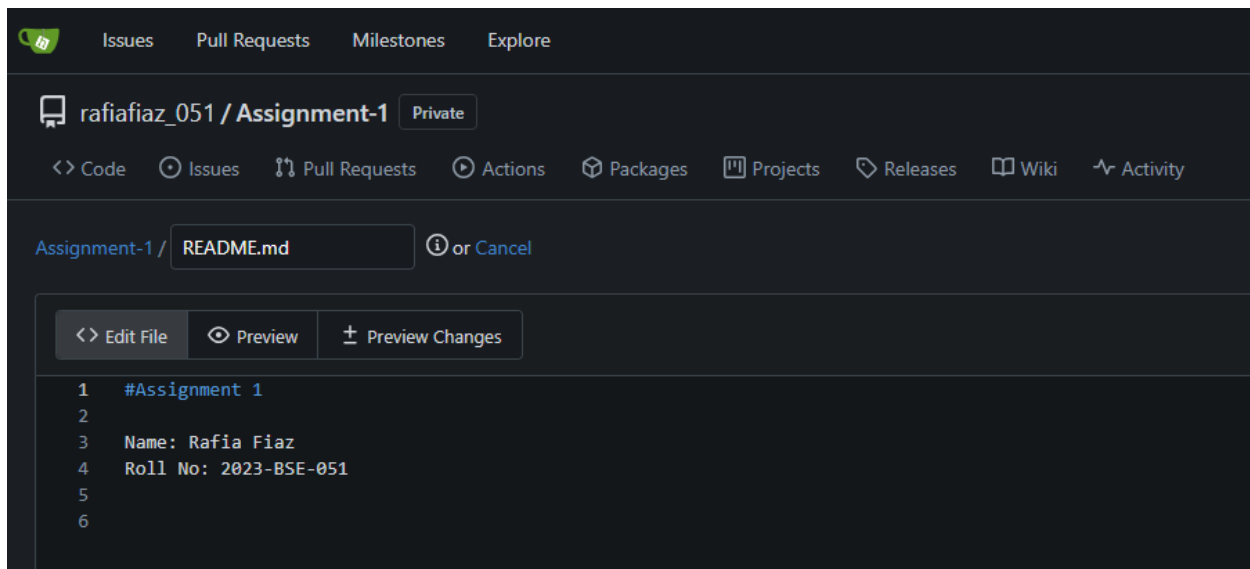 Issues Pull Requests Milestones Explore
rafiafiaz_051 / Assignment-1 Private
Code Issues Pull Requests Actions Packages Projects Releases Wiki Activity
Assignment-1 / README.md or Cancel
Edit File Preview Preview Changes
1 #Assignment 1
2
3 Name: Rafia Fiaz
4 Roll No: 2023-BSE-051
5
6